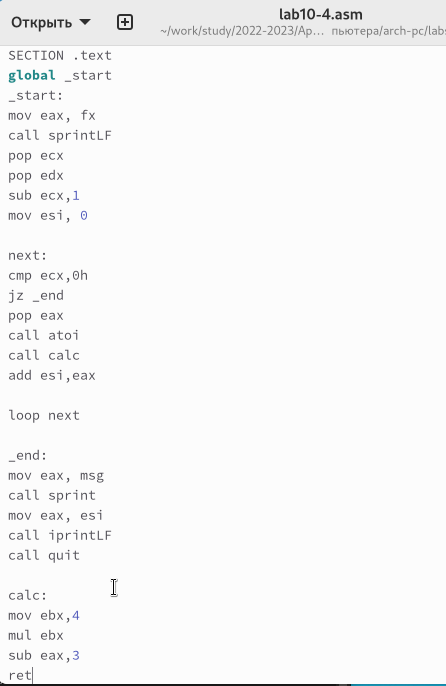 Открыть
lab10-4.asm
~/work/study/2022-2023/Ар… пьютера/arch-pc/lab
SECTION .text
global _start
_start:
mov eax, fx
call sprintLF
pop ecx
pop edx
sub ecx,1
mov esi, 0
next:
cmp ecx,0h
jz _end
pop eax
call atoi
call calc
add esi,eax
loop next
_end:
mov eax, msg
call sprint
mov eax, esi
call iprintLF
call quit
calc:
mov ebx,4
mul ebx
sub eax,3
ret